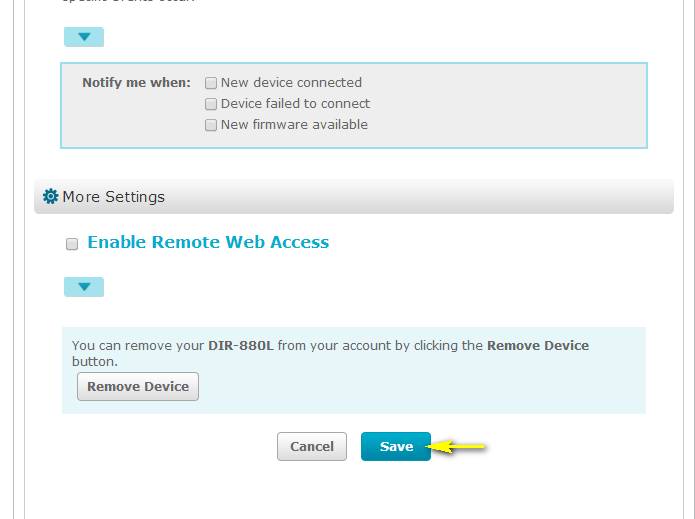 Notify me when:
New device connected
Device failed to connect
New firmware available
More Settings
Enable Remote Web Access
You can remove your DIR-880L from your account by clicking the Remove Device
button.
Remove Device
Cancel
Save